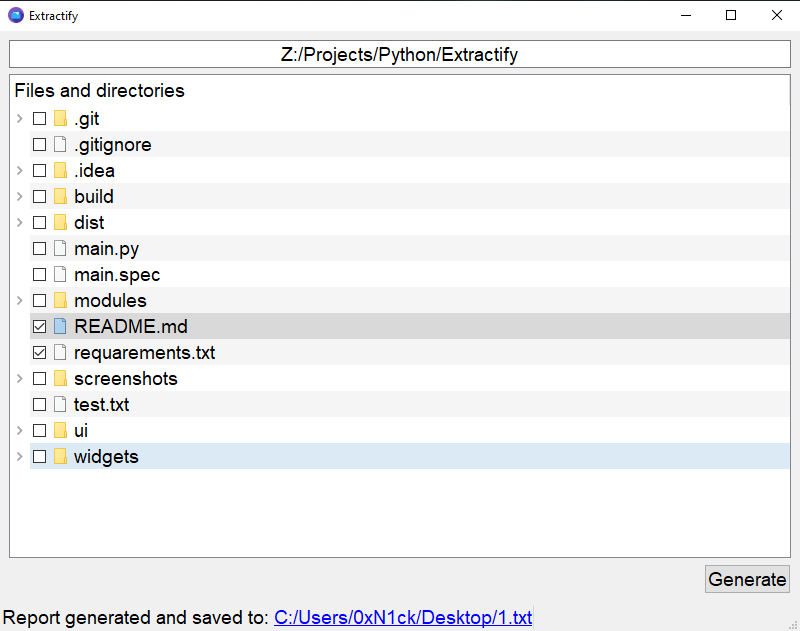 Extractify
Z:/Projects/Python/Extractify
Files and directories
.git
.gitignore
.idea
build
dist
main.py
main.spec
modules
README.md
requarements.txt
screenshots
test.txt
ui
widgets
Generate
Report generated and saved to: C:/Users/0xN1ck/Desktop/1.txt